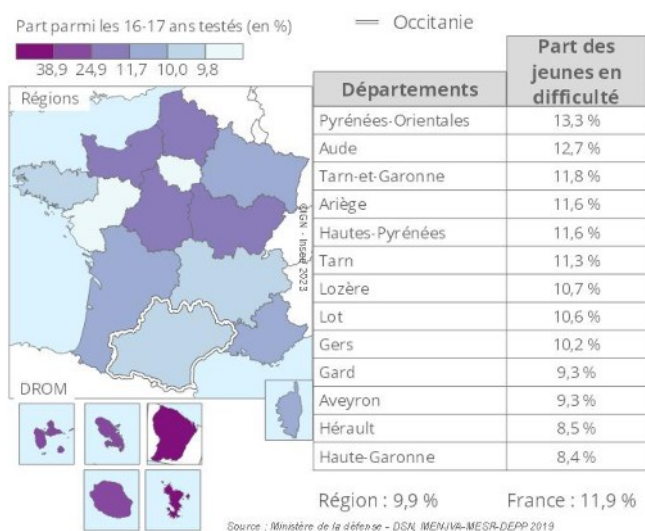 Part parmi les 16-17 ans testés (en %)
38,9 24,9 11,7 10,0 9,8
Occitanie
Régions
©IGN - Insee 2023
DROM
Départements Part des jeunes en difficulté
Pyrénées-Orientales 13,3 %
Aude 12,7 %
Tarn-et-Garonne 11,8 %
Ariège 11,6 %
Hautes-Pyrénées 11,6 %
Tarn 11,3 %
Lozère 10,7 %
Lot 10,6 %
Gers 10,2 %
Gard 9,3 %
Aveyron 9,3 %
Hérault 8,5 %
Haute-Garonne 8,4 %
Région : 9,9 % France : 11,9 %
Source : Ministère de la défense - DSN, MENJVA-MESR-DEPP 2019